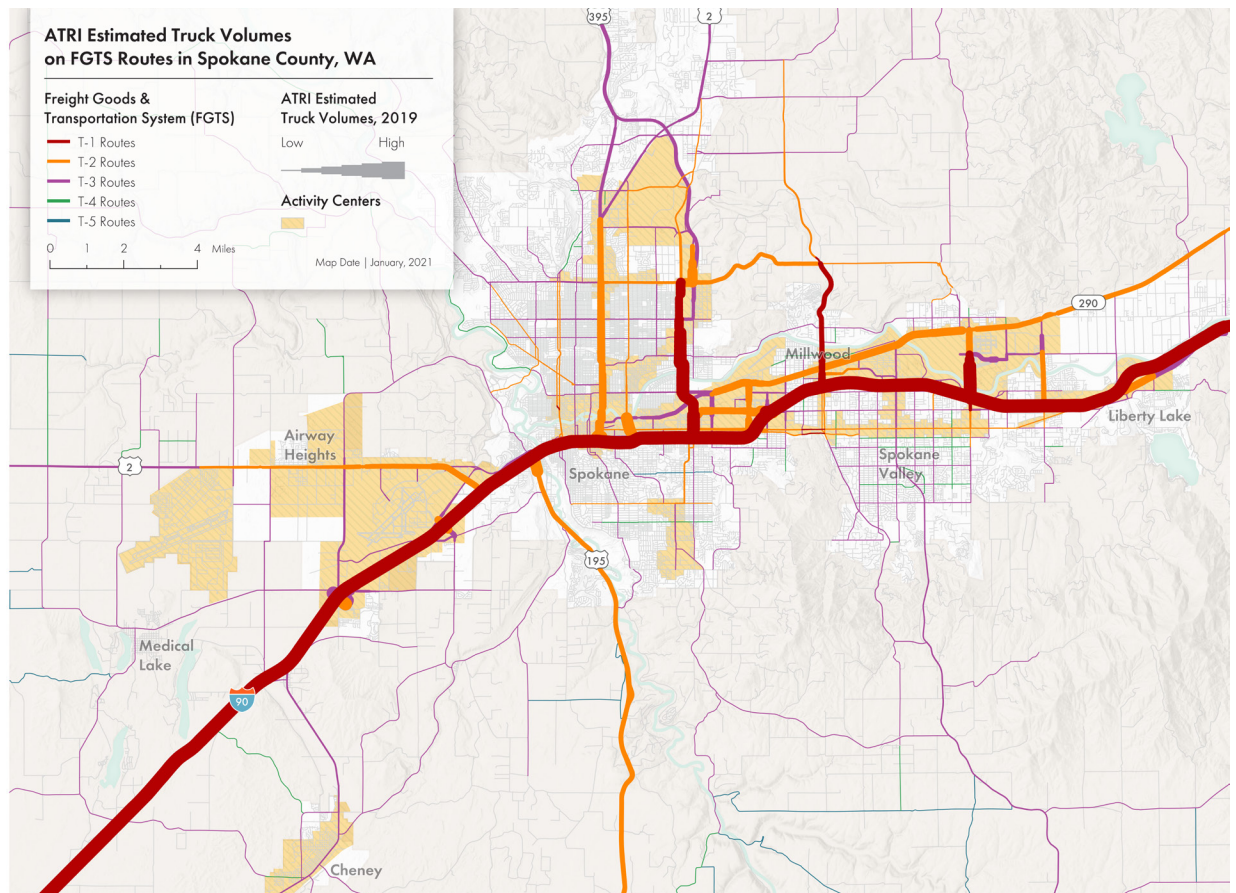 ATRI Estimated Truck Volumes
on FGTS Routes in Spokane County, WA
Freight Goods &
Transportation System (FGTS)
T-1 Routes
T-2 Routes
T-3 Routes
T-4 Routes
T-5 Routes
ATRI Estimated
Truck Volumes, 2019
Low High
Activity Centers
0 1 2 4 Miles
Map Date | January, 2021
395
2
290
Millwood
Liberty Lake
Airway
Heights
2
Spokane
Spokane
Valley
195
Medical
Lake
90
Cheney